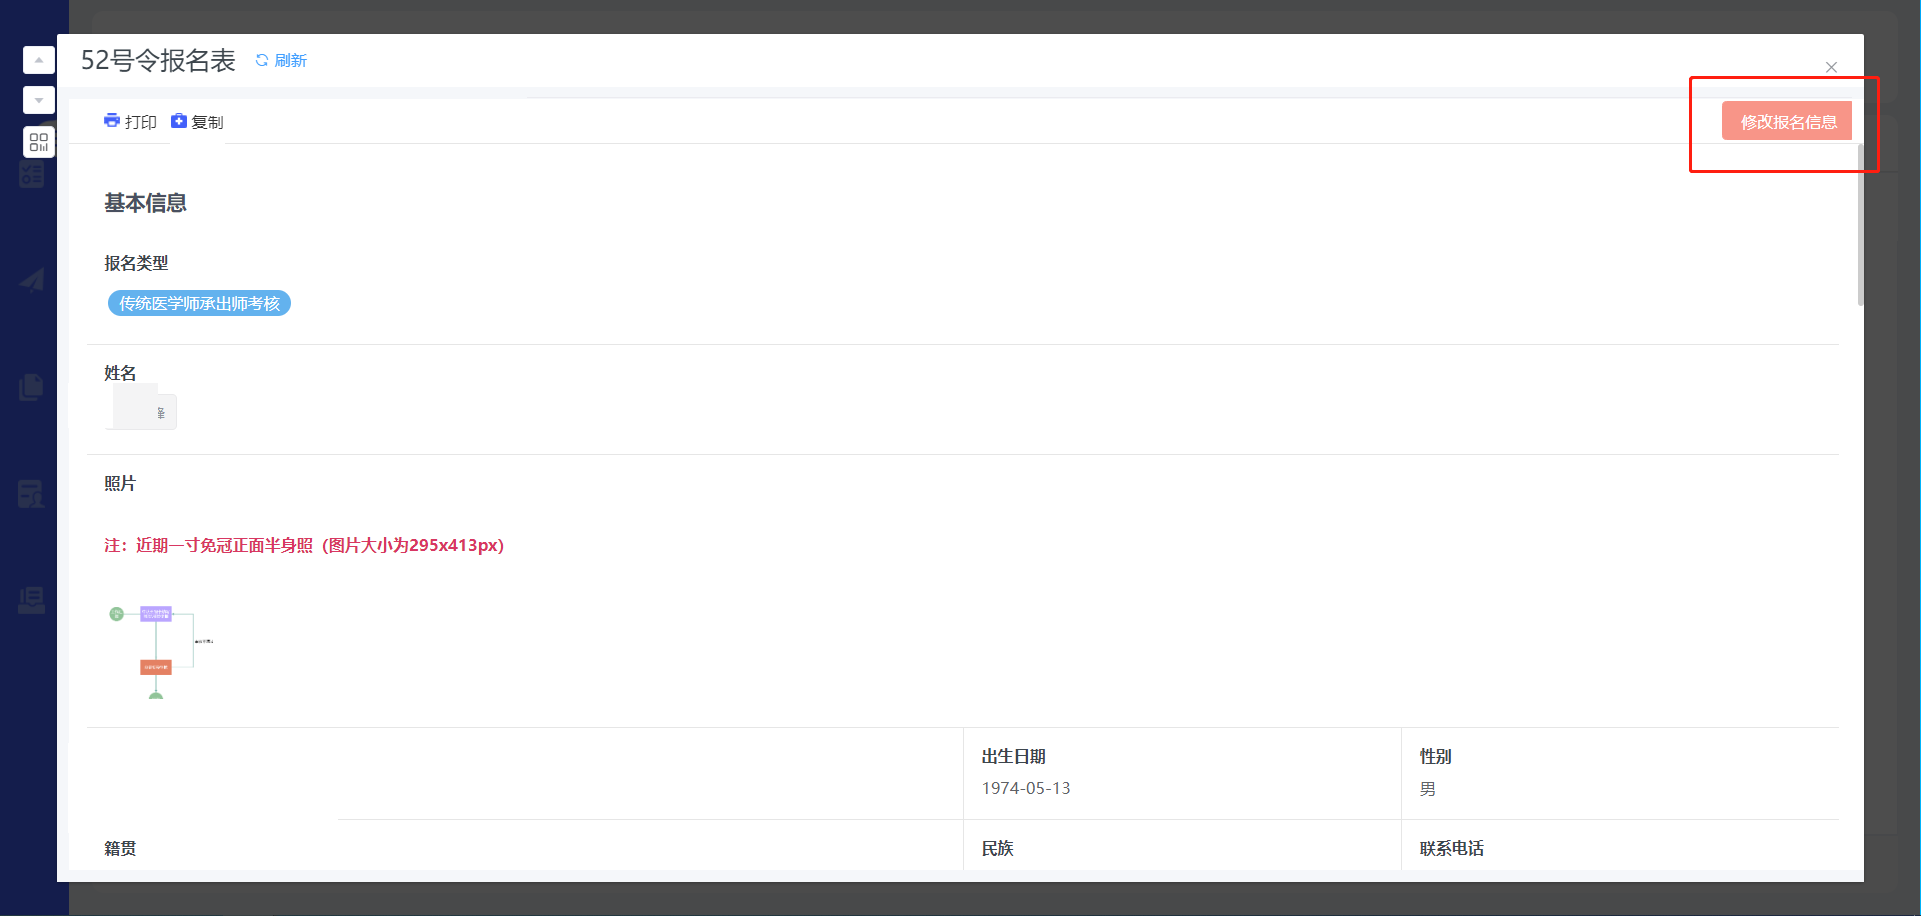 52号令报名表 刷新
打印 复制 修改报名信息
基本信息
报名类型
传统医学师承出师考核
姓名
照片
注：近期一寸免冠正面半身照（图片大小为295x413px）
出生日期 性别
1974-05-13 男
籍贯 民族 联系电话